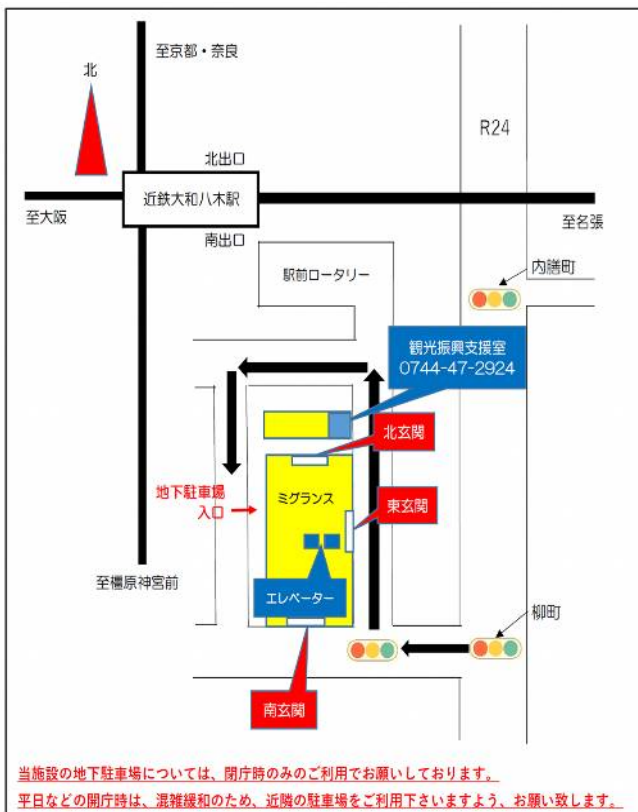 至京都・奈良
北
R24
北出口
近鉄大和八木駅
至大阪
至名張
南出口
駅前ロータリー
内膳町
観光振興支援室
0744-47-2924
北玄関
地下駐車場
入口
ミグランス
東玄関
エレベーター
至橿原神宮前
柳町
南玄関
当施設の地下駐車場については、閉庁時のみのご利用でお願いしております。
平日などの開庁時は、混雑緩和のため、近隣の駐車場をご利用下さいますよう、お願い致します。